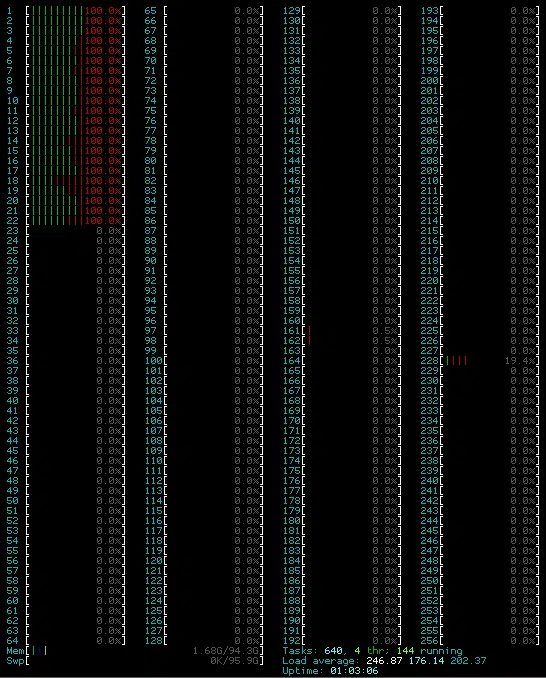 1 [|||||||||||100.0%] 65 [0.0%] 129[0.0%] 193[0.0%]
2 [|||||||||||100.0%] 66 [0.0%] 130[0.0%] 194[0.0%]
3 [|||||||||||100.0%] 67 [0.0%] 131[0.0%] 195[0.0%]
4 [|||||||||||100.0%] 68 [0.0%] 132[0.0%] 196[0.0%]
5 [|||||||||||100.0%] 69 [0.0%] 133[0.0%] 197[0.0%]
6 [|||||||||||100.0%] 70 [0.0%] 134[0.0%] 198[0.0%]
7 [|||||||||||100.0%] 71 [0.0%] 135[0.0%] 199[0.0%]
8 [|||||||||||100.0%] 72 [0.0%] 136[0.0%] 200[0.0%]
9 [|||||||||||100.0%] 73 [0.0%] 137[0.0%] 201[0.0%]
10 [|||||||||||100.0%] 74 [0.0%] 138[0.0%] 202[0.0%]
11 [|||||||||||100.0%] 75 [0.0%] 139[0.0%] 203[0.0%]
12 [|||||||||||100.0%] 76 [0.0%] 140[0.0%] 204[0.0%]
13 [|||||||||||100.0%] 77 [0.0%] 141[0.0%] 205[0.0%]
14 [|||||||||||100.0%] 78 [0.0%] 142[0.0%] 206[0.0%]
15 [|||||||||||100.0%] 79 [0.0%] 143[0.0%] 207[0.0%]
16 [|||||||||||100.0%] 80 [0.0%] 144[0.0%] 208[0.0%]
17 [|||||||||||100.0%] 81 [0.0%] 145[0.0%] 209[0.0%]
18 [|||||||||||100.0%] 82 [0.0%] 146[0.0%] 210[0.0%]
19 [|||||||||||100.0%] 83 [0.0%] 147[0.0%] 211[0.0%]
20 [|||||||||||100.0%] 84 [0.0%] 148[0.0%] 212[0.0%]
21 [|||||||||||100.0%] 85 [0.0%] 149[0.0%] 213[0.0%]
22 [|||||||||||100.0%] 86 [0.0%] 150[0.0%] 214[0.0%]
23 [0.0%] 87 [0.0%] 151[0.0%] 215[0.0%]
24 [0.0%] 88 [0.0%] 152[0.0%] 216[0.0%]
25 [0.0%] 89 [0.0%] 153[0.0%] 217[0.0%]
26 [0.0%] 90 [0.0%] 154[0.0%] 218[0.0%]
27 [0.0%] 91 [0.0%] 155[0.0%] 219[0.0%]
28 [0.0%] 92 [0.0%] 156[0.0%] 220[0.0%]
29 [0.0%] 93 [0.0%] 157[0.0%] 221[0.0%]
30 [0.0%] 94 [0.0%] 158[0.0%] 222[0.0%]
31 [0.0%] 95 [0.0%] 159[0.0%] 223[0.0%]
32 [0.0%] 96 [0.0%] 160[0.0%] 224[0.0%]
33 [0.0%] 97 [0.0%] 161[| 0.5%] 225[0.0%]
34 [0.0%] 98 [0.0%] 162[| 0.5%] 226[0.0%]
35 [0.0%] 99 [0.0%] 163[0.0%] 227[0.0%]
36 [0.0%] 100[0.0%] 164[0.0%] 228[|||| 19.4%]
37 [0.0%] 101[0.0%] 165[0.0%] 229[0.0%]
38 [0.0%] 102[0.0%] 166[0.0%] 230[0.0%]
39 [0.0%] 103[0.0%] 167[0.0%] 231[0.0%]
40 [0.0%] 104[0.0%] 168[0.0%] 232[0.0%]
41 [0.0%] 105[0.0%] 169[0.0%] 233[0.0%]
42 [0.0%] 106[0.0%] 170[0.0%] 234[0.0%]
43 [0.0%] 107[0.0%] 171[0.0%] 235[0.0%]
44 [0.0%] 108[0.0%] 172[0.0%] 236[0.0%]
45 [0.0%] 109[0.0%] 173[0.0%] 237[0.0%]
46 [0.0%] 110[0.0%] 174[0.0%] 238[0.0%]
47 [0.0%] 111[0.0%] 175[0.0%] 239[0.0%]
48 [0.0%] 112[0.0%] 176[0.0%] 240[0.0%]
49 [0.0%] 113[0.0%] 177[0.0%] 241[0.0%]
50 [0.0%] 114[0.0%] 178[0.0%] 242[0.0%]
51 [0.0%] 115[0.0%] 179[0.0%] 243[0.0%]
52 [0.0%] 116[0.0%] 180[0.0%] 244[0.0%]
53 [0.0%] 117[0.0%] 181[0.0%] 245[0.0%]
54 [0.0%] 118[0.0%] 182[0.0%] 246[0.0%]
55 [0.0%] 119[0.0%] 183[0.0%] 247[0.0%]
56 [0.0%] 120[0.0%] 184[0.0%] 248[0.0%]
57 [0.0%] 121[0.0%] 185[0.0%] 249[0.0%]
58 [0.0%] 122[0.0%] 186[0.0%] 250[0.0%]
59 [0.0%] 123[0.0%] 187[0.0%] 251[0.0%]
60 [0.0%] 124[0.0%] 188[0.0%] 252[0.0%]
61 [0.0%] 125[0.0%] 189[0.0%] 253[0.0%]
62 [0.0%] 126[0.0%] 190[0.0%] 254[0.0%]
63 [0.0%] 127[0.0%] 191[0.0%] 255[0.0%]
64 [0.0%] 128[0.0%] 192[0.0%] 256[0.0%]
Mem[||| 1.68G/94.3G] Tasks: 640, 4 thr; 144 running
Swp[0K/95.9G] Load average: 246.87 176.14 202.37
Uptime: 01:03:06